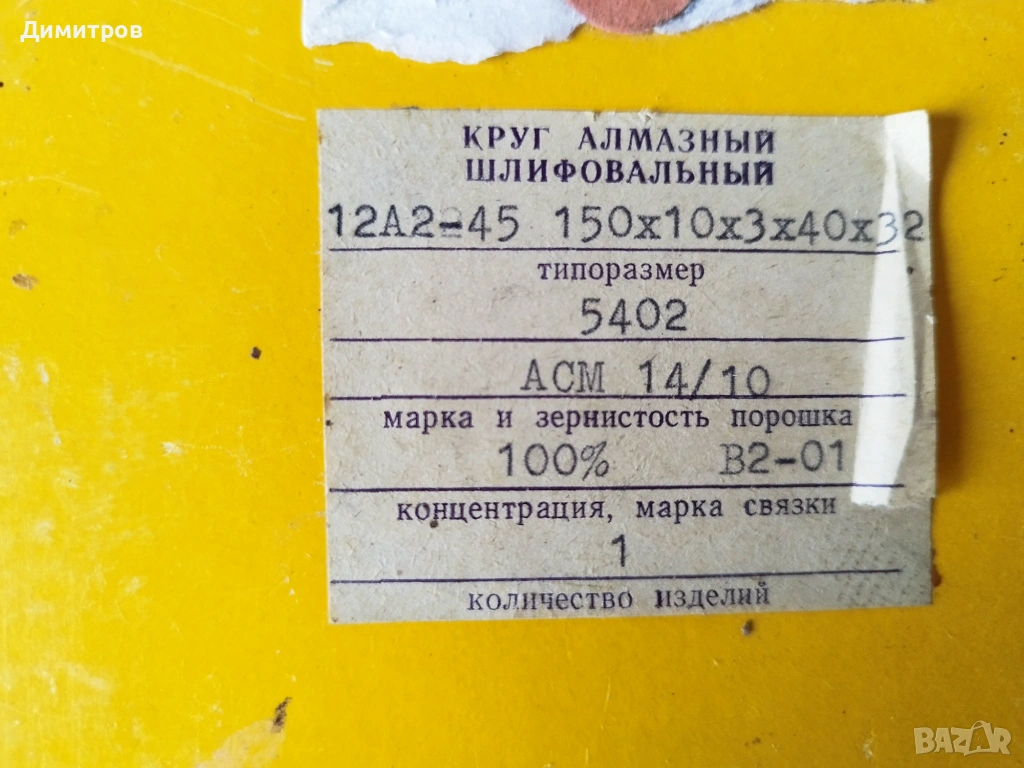 Димитров
КРУГ АЛМАЗНЫЙ
ШЛИФОВАЛЬНЫЙ
12А2-45 150х10х3х40х32
типоразмер
5402
АСМ 14/10
марка и зернистость порошка
100% В2-01
концентрация, марка связки
1
количество изделий
BAZAR